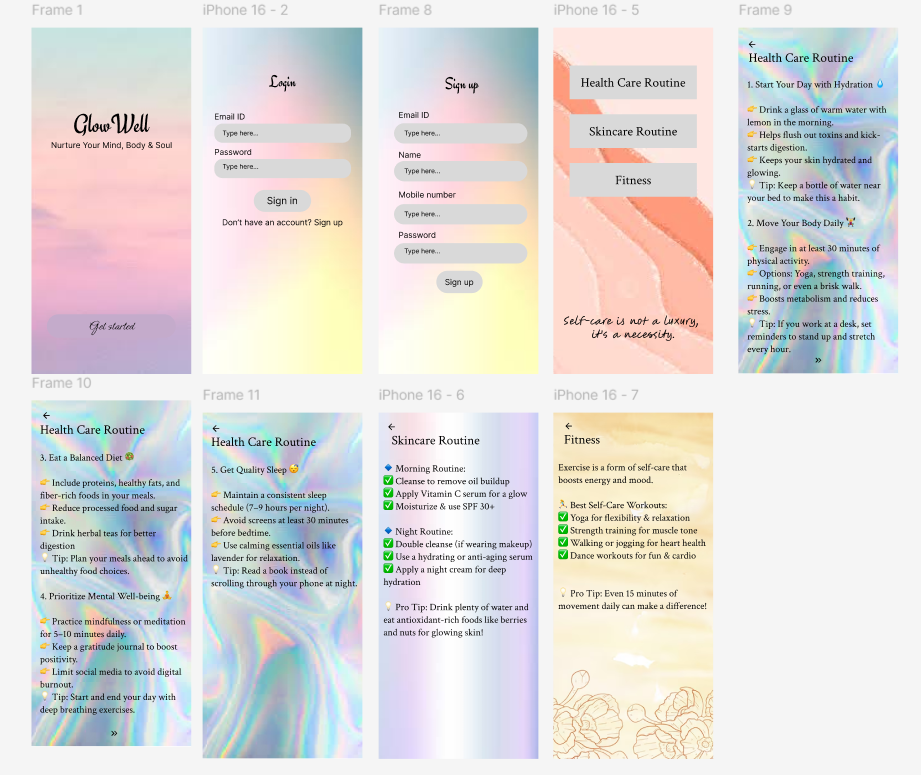 Frame 1
GlowWell
Nurture Your Mind, Body & Soul
Get started
iPhone 16 - 2
Login
Email ID
Type here...
Password
Type here...
Sign in
Don't have an account? Sign up
Frame 8
Sign up
Email ID
Type here...
Name
Type here...
Mobile number
Type here...
Password
Type here...
Sign up
iPhone 16 - 5
Health Care Routine
Skincare Routine
Fitness
Self-care is not a luxury,
it's a necessity.
Frame 9
←
Health Care Routine
1. Start Your Day with Hydration 💧
👉 Drink a glass of warm water with
lemon in the morning.
👉 Helps flush out toxins and kick-
starts digestion.
👉 Keeps your skin hydrated and
glowing.
💡 Tip: Keep a bottle of water near
your bed to make this a habit.
2. Move Your Body Daily 🏋️
👉 Engage in at least 30 minutes of
physical activity.
👉 Options: Yoga, strength training,
running, or even a brisk walk.
👉 Boosts metabolism and reduces
stress.
💡 Tip: If you work at a desk, set
reminders to stand up and stretch
every hour.
»
Frame 10
←
Health Care Routine
3. Eat a Balanced Diet 🥗
👉 Include proteins, healthy fats, and
fiber-rich foods in your meals.
👉 Reduce processed food and sugar
intake.
👉 Drink herbal teas for better
digestion
💡 Tip: Plan your meals ahead to avoid
unhealthy food choices.
4. Prioritize Mental Well-being 🧘
👉 Practice mindfulness or meditation
for 5–10 minutes daily.
👉 Keep a gratitude journal to boost
positivity.
👉 Limit social media to avoid digital
burnout.
💡 Tip: Start and end your day with
deep breathing exercises.
»
Frame 11
←
Health Care Routine
5. Get Quality Sleep 😴
👉 Maintain a consistent sleep
schedule (7–9 hours per night).
👉 Avoid screens at least 30 minutes
before bedtime.
👉 Use calming essential oils like
lavender for relaxation.
💡 Tip: Read a book instead of
scrolling through your phone at night.
iPhone 16 - 6
←
Skincare Routine
🔹 Morning Routine:
✅ Cleanse to remove oil buildup
✅ Apply Vitamin C serum for a glow
✅ Moisturize & use SPF 30+
🔹 Night Routine:
✅ Double cleanse (if wearing makeup)
✅ Use a hydrating or anti-aging serum
✅ Apply a night cream for deep
hydration
💡 Pro Tip: Drink plenty of water and
eat antioxidant-rich foods like berries
and nuts for glowing skin!
iPhone 16 - 7
←
Fitness
Exercise is a form of self-care that
boosts energy and mood.
🏃 Best Self-Care Workouts:
✅ Yoga for flexibility & relaxation
✅ Strength training for muscle tone
✅ Walking or jogging for heart health
✅ Dance workouts for fun & cardio
💡 Pro Tip: Even 15 minutes of
movement daily can make a difference!